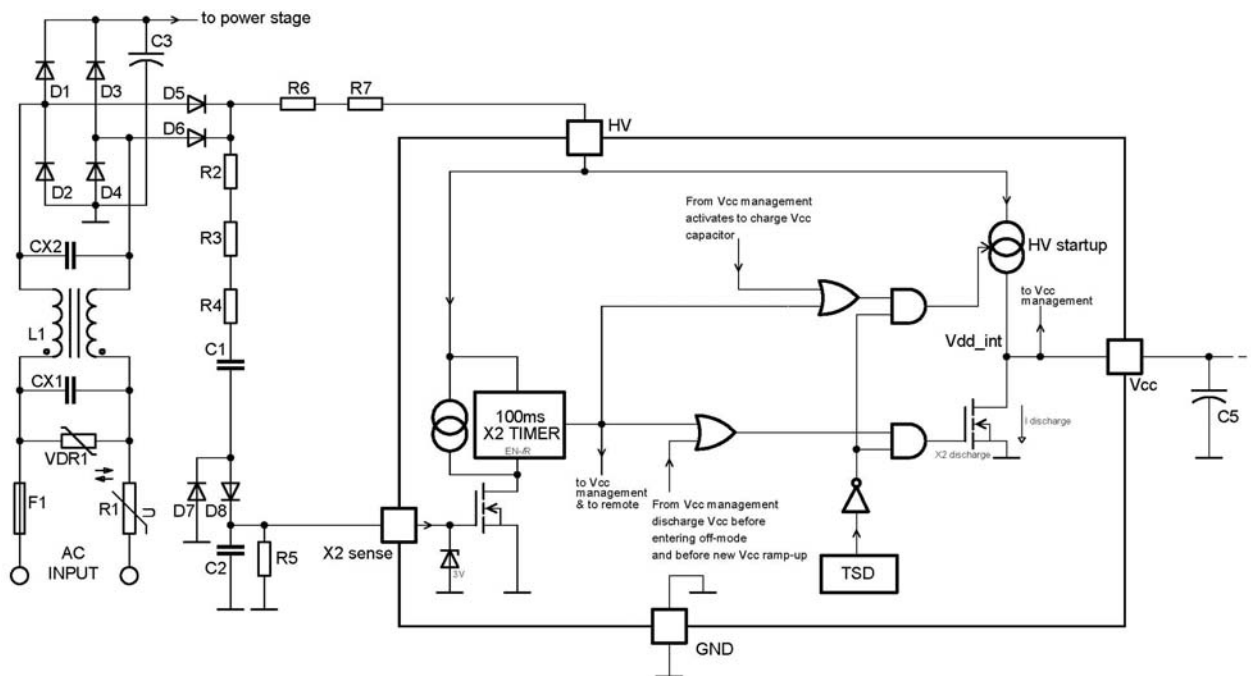 to power stage
C3
D1
D3
D5
D6
R6
R7
HV
D2
D4
R2
R3
R4
C1
CX2
L1
CX1
VDR1
F1
R1
U
AC
INPUT
D7
D8
C2
R5
X2 sense
3V
From Vcc management
activates to charge Vcc
capacitor
HV startup
to Vcc
management
Vdd_int
Vcc
C5
100ms
X2 TIMER
EN-/R
I discharge
X2 discharge
to Vcc
management
& to remote
From Vcc management
discharge Vcc before
entering off-mode
and before new Vcc ramp-up
TSD
GND